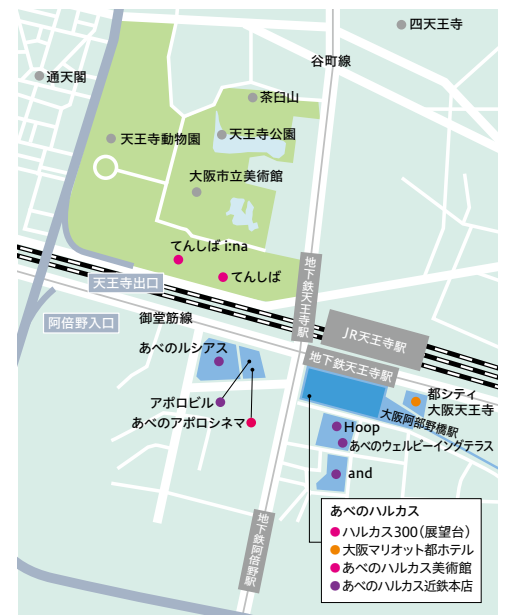 四天王寺
谷町線
通天閣
茶臼山
天王寺動物園
天王寺公園
大阪市立美術館
てんしば i:na
てんしば
天王寺出口
地下鉄天王寺駅
阿倍野入口
御堂筋線
JR天王寺駅
あべのルシアス
地下鉄天王寺駅
都シティ
大阪天王寺
アポロビル
大阪阿部野橋駅
あべのアポロシネマ
Hoop
あべのウェルビーイングテラス
and
地下鉄阿倍野駅
あべのハルカス
ハルカス300(展望台)
大阪マリオット都ホテル
あべのハルカス美術館
あべのハルカス近鉄本店